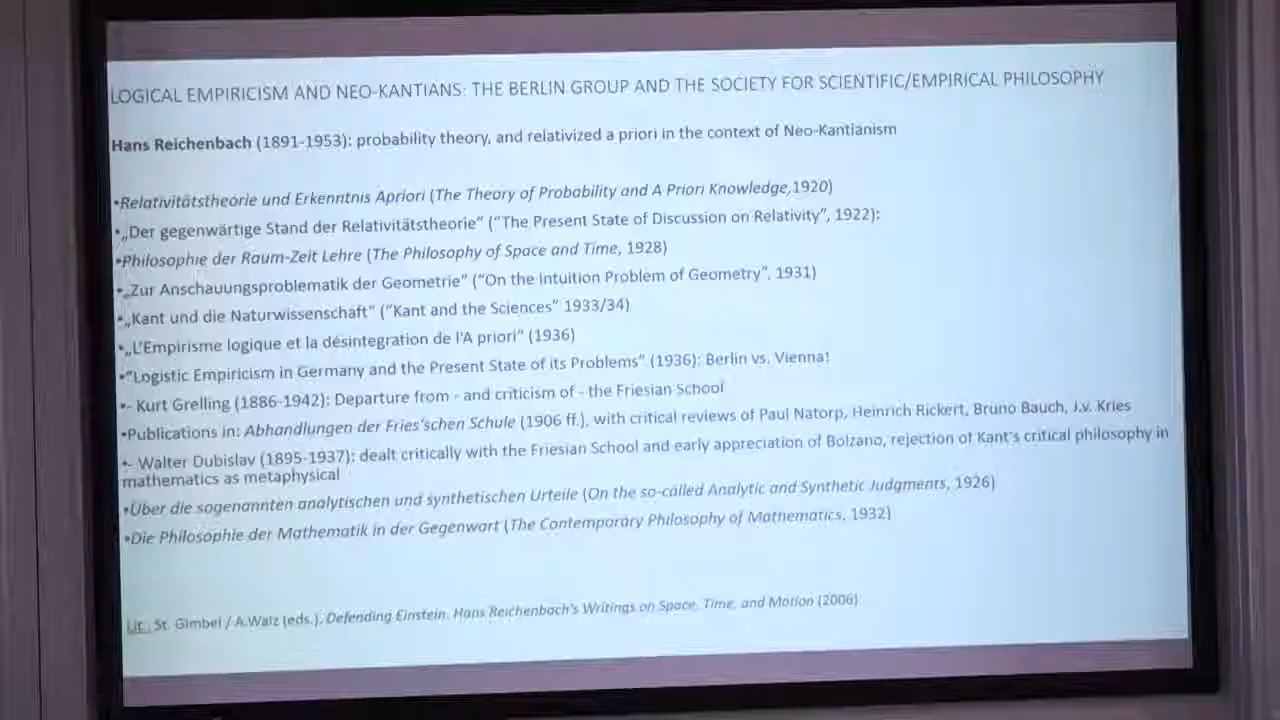 LOGICAL EMPIRICISM AND NEO-KANTIANS: THE BERLIN GROUP AND THE SOCIETY FOR SCIENTIFIC/EMPIRICAL PHILOSOPHY
Hans Reichenbach (1891-1953): probability theory, and relativized a priori in the context of Neo-Kantianism
•Relativitätstheorie und Erkenntnis Apriori (The Theory of Probability and A Priori Knowledge,1920)
•„Der gegenwärtige Stand der Relativitätstheorie“ (“The Present State of Discussion on Relativity”, 1922):
•Philosophie der Raum-Zeit Lehre (The Philosophy of Space and Time, 1928)
•„Zur Anschauungsproblematik der Geometrie“ (“On the Intuition Problem of Geometry”, 1931)
•„Kant und die Naturwissenschaft“ (“Kant and the Sciences” 1933/34)
•„L'Empirisme logique et la désintegration de l'A priori“ (1936)
•“Logistic Empiricism in Germany and the Present State of its Problems” (1936): Berlin vs. Vienna!
•- Kurt Grelling (1886-1942): Departure from - and criticism of - the Friesian School
•Publications in: Abhandlungen der Fries'schen Schule (1906 ff.), with critical reviews of Paul Natorp, Heinrich Rickert, Bruno Bauch, J.v. Kries
•- Walter Dubislav (1895-1937): dealt critically with the Friesian School and early appreciation of Bolzano, rejection of Kant's critical philosophy in
mathematics as metaphysical
•Über die sogenannten analytischen und synthetischen Urteile (On the so-called Analytic and Synthetic Judgments, 1926)
•Die Philosophie der Mathematik in der Gegenwart (The Contemporary Philosophy of Mathematics, 1932)
Lit.: St. Gimbel / A.Walz (eds.), Defending Einstein. Hans Reichenbach's Writings on Space, Time, and Motion (2006)